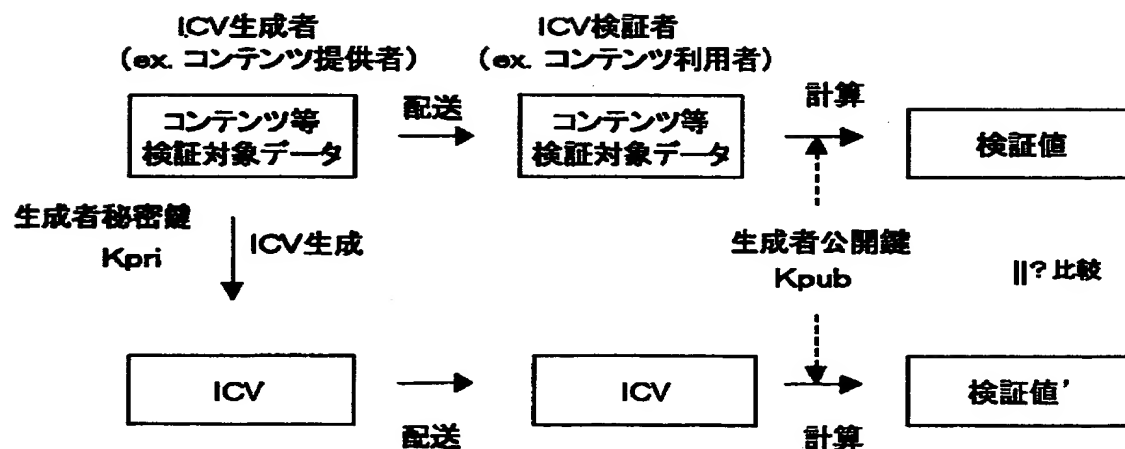 ICV生成者
(ex. コンテンツ提供者)
ICV検証者
(ex. コンテンツ利用者)
コンテンツ等
検証対象データ
配送
コンテンツ等
検証対象データ
計算
検証値
生成者秘密鍵
Kpri
ICV生成
生成者公開鍵
Kpub
||? 比較
ICV
配送
ICV
計算
検証値’